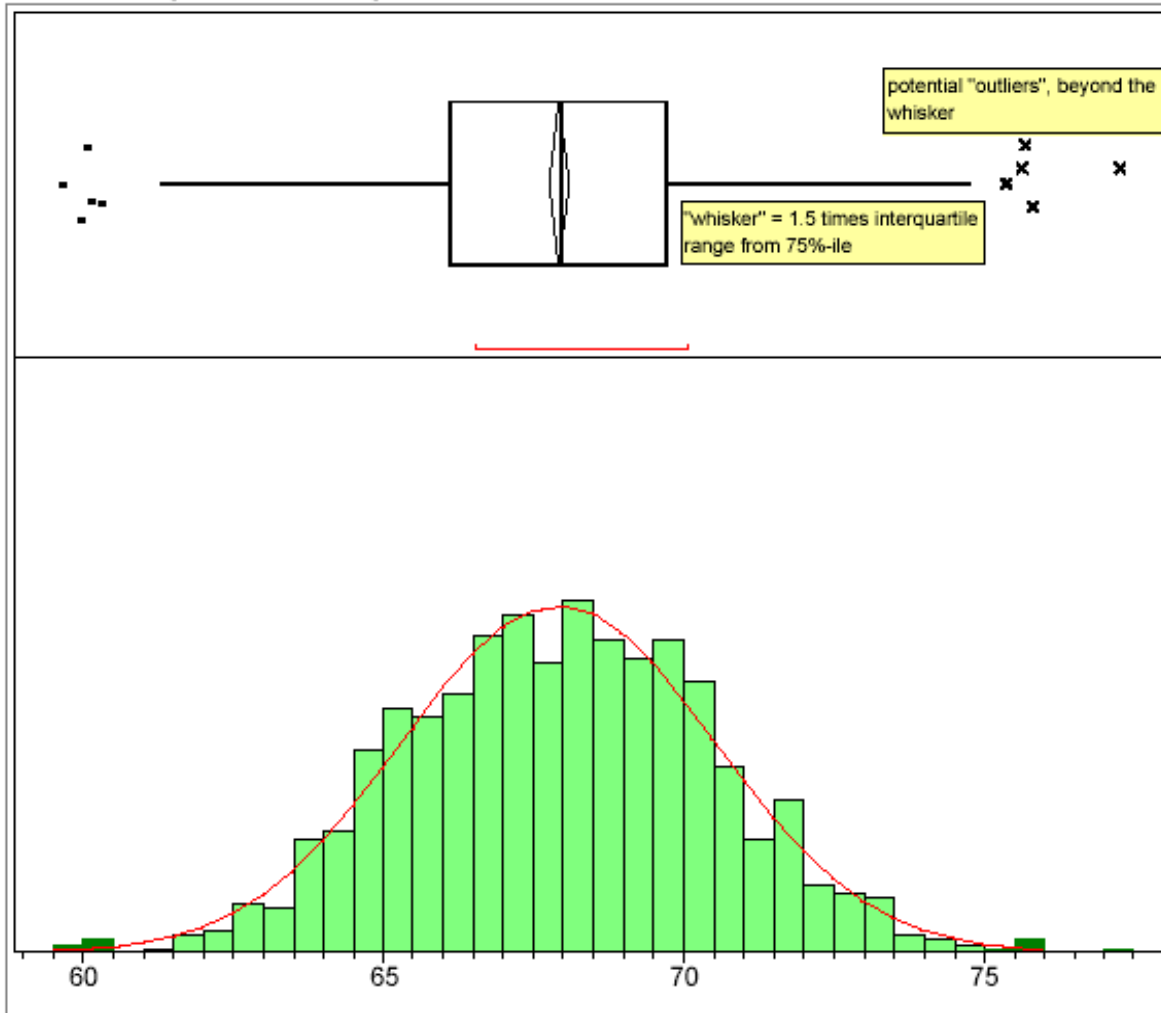 potential "outliers", beyond the
whisker
"whisker" = 1.5 times interquartile
range from 75%-ile
60 65 70 75